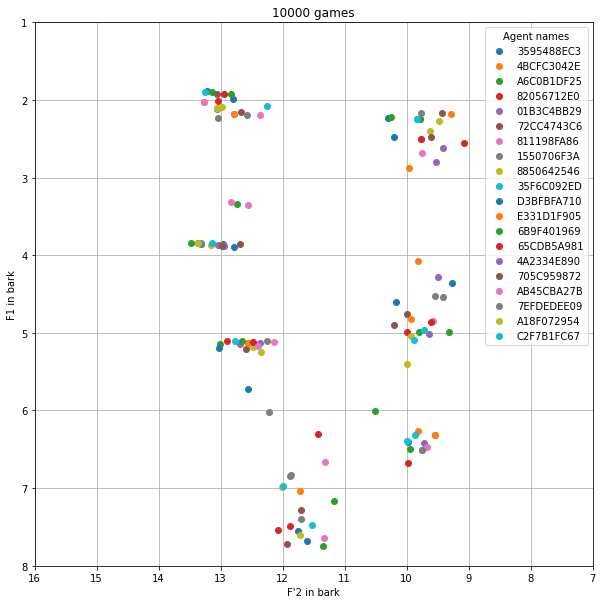 10000 games
Agent names
3595488EC3
4BCFC3042E
A6C0B1DF25
82056712E0
01B3C4BB29
72CC4743C6
811198FA86
1550706F3A
8850642546
35F6C092ED
D3BFBFA710
E331D1F905
6B9F401969
65CDB5A981
4A2334E890
705C959872
AB45CBA27B
7EFDEDEE09
A18F072954
C2F7B1FC67
F1 in bark
1
2
3
4
5
6
7
8
16 15 14 13 12 11 10 9 8 7
F'2 in bark